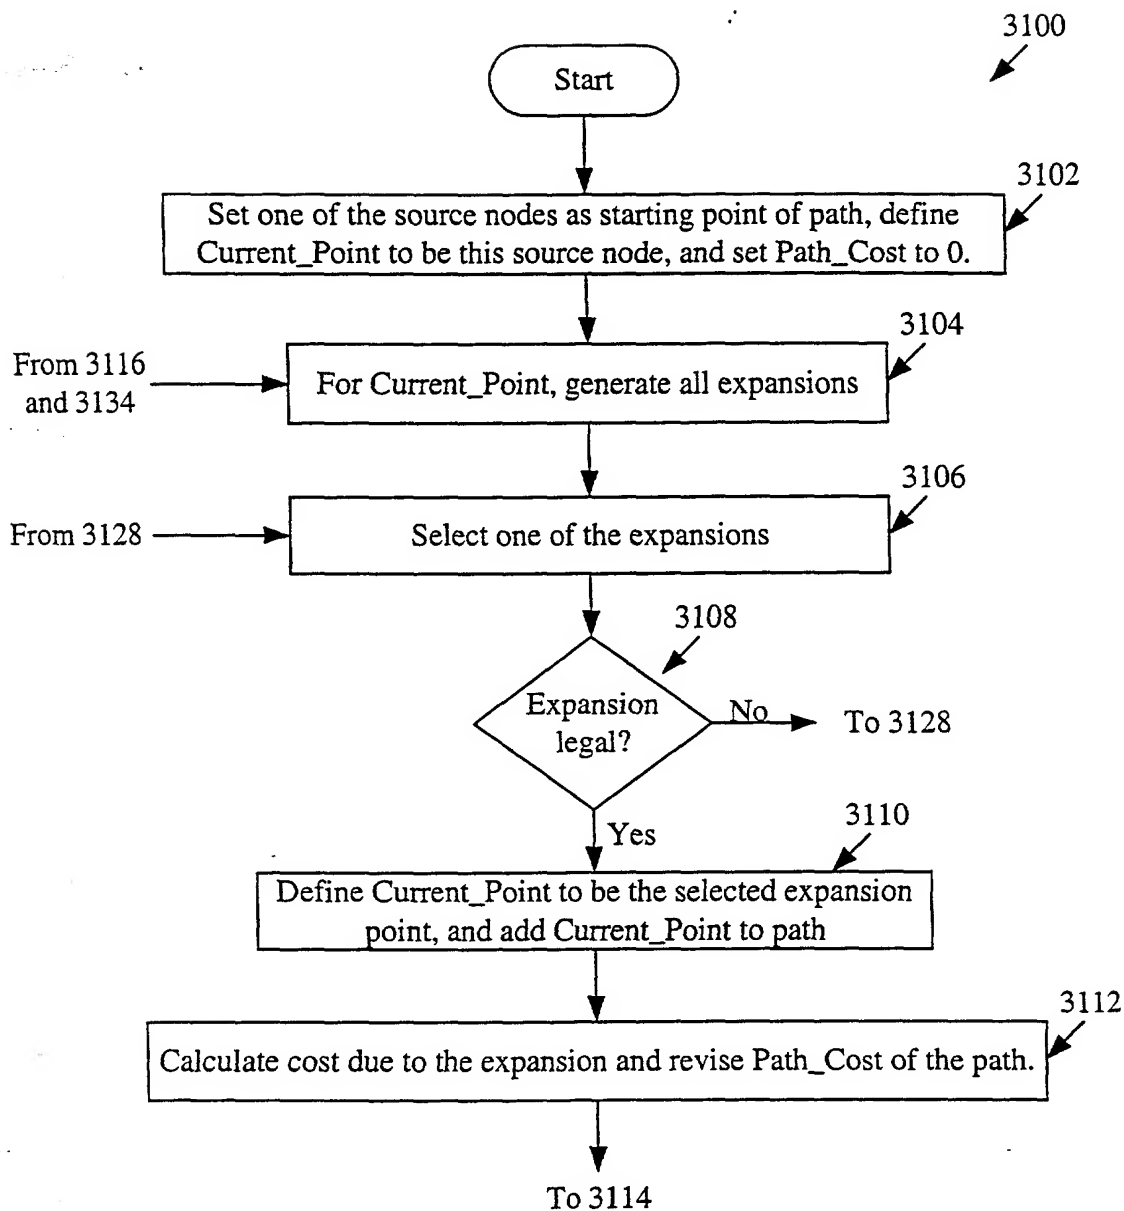 3100
Start
3102
Set one of the source nodes as starting point of path, define
Current_Point to be this source node, and set Path_Cost to 0.
3104
From 3116
and 3134
For Current_Point, generate all expansions
3106
From 3128
Select one of the expansions
3108
Expansion
legal?
No
To 3128
Yes
3110
Define Current_Point to be the selected expansion
point, and add Current_Point to path
3112
Calculate cost due to the expansion and revise Path_Cost of the path.
To 3114